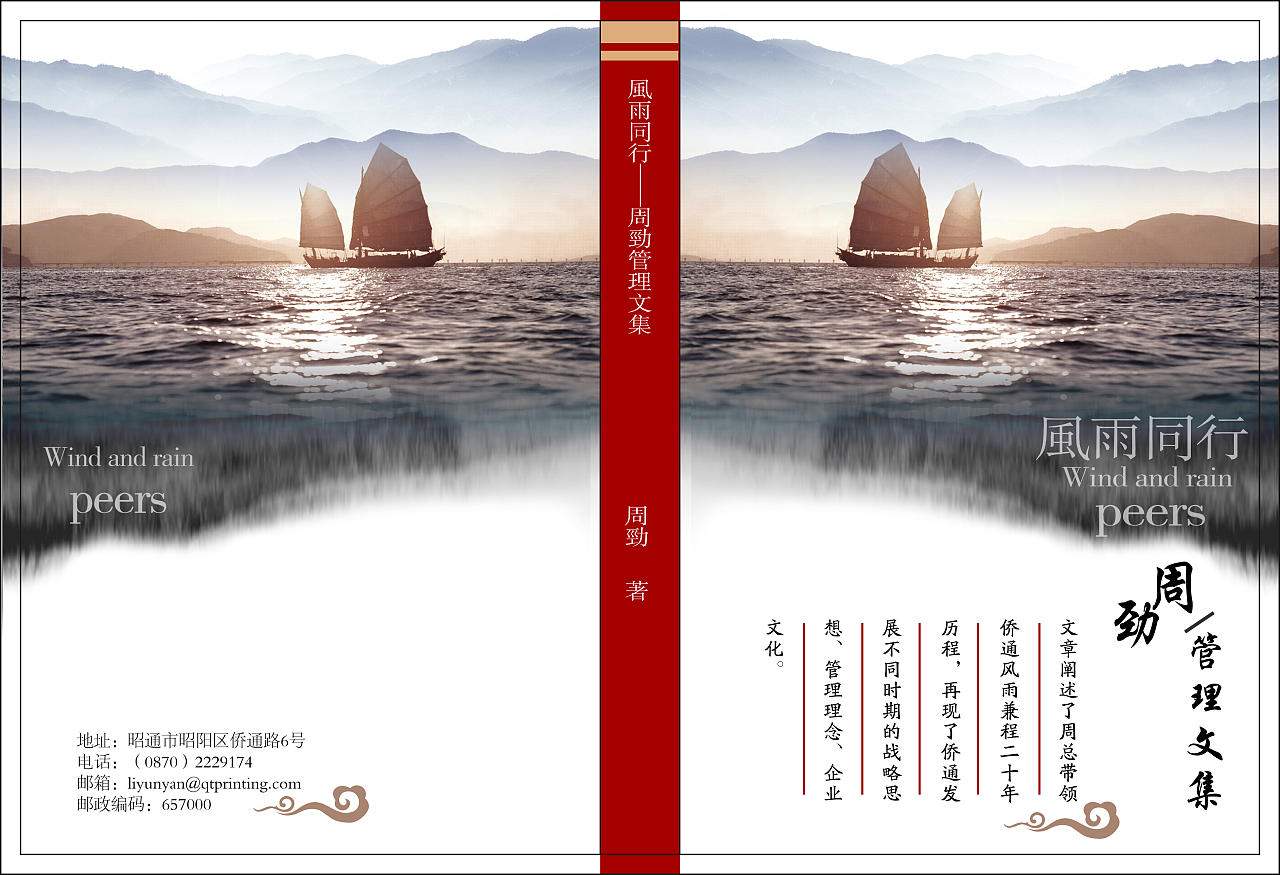 Wind and rain
peers
地址：昭通市昭阳区侨通路6号
电话：（0870）2229174
邮箱：liyunyan@qtprinting.com
邮政编码：657000
風雨同行——周勁管理文集
周勁 著
風雨同行
Wind and rain
peers
周劲/管理文集
文章阐述了周总带领
侨通风雨兼程二十年
历程，再现了侨通发
展不同时期的战略思
想、管理理念、企业
文化。